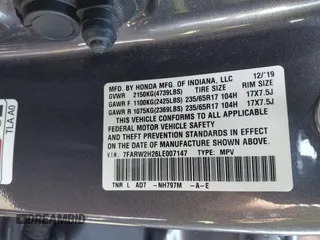 MFD. BY HONDA MFG. OF INDIANA, LLC 12/'19
GVWR 2150KG(4739LBS) TIRE SIZE RIM SIZE
GAWR F 1100KG(2425LBS) 235/65R17 104H 17X7.5J
GAWR R 1075KG(2369LBS) 235/65R17 104H 17X7.5J
THIS VEHICLE CONFORMS TO ALL APPLICABLE
FEDERAL MOTOR VEHICLE SAFETY
AND THEFT PREVENTION STANDARDS IN EFFECT
ON THE DATE OF MANUFACTURE SHOWN ABOVE.
V.I.N.: 7FARW2H26LE007147 TYPE: MPV
TNR L AD7 -NH797M -A-E
TLA A0
DREAMBID